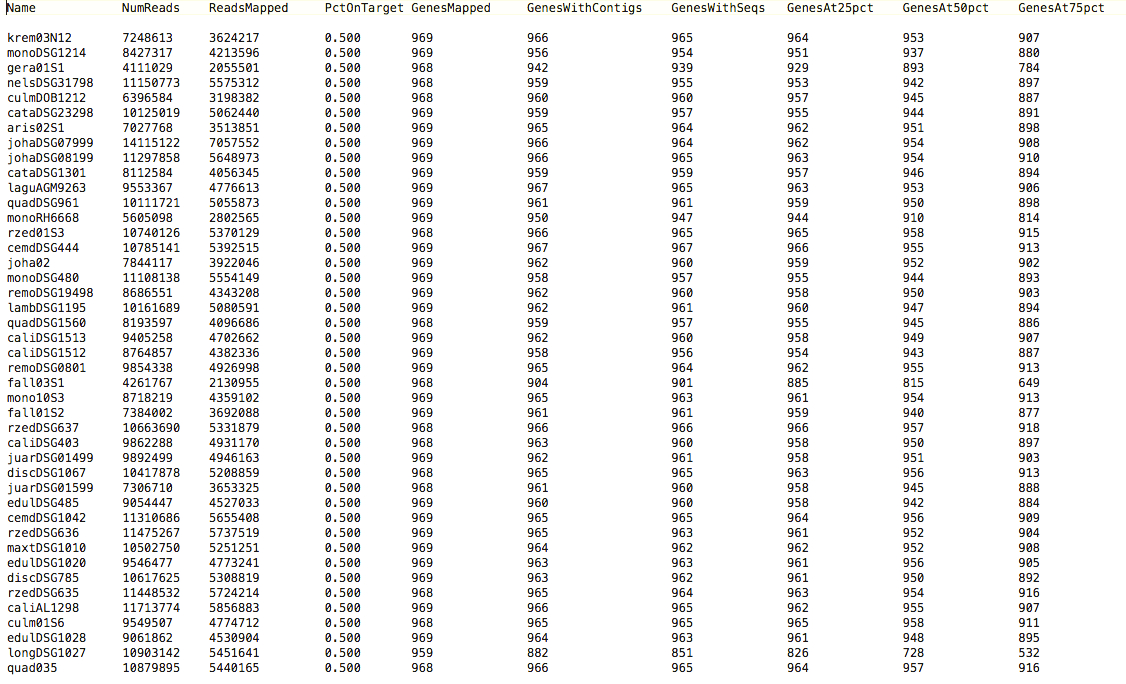 Name NumReads ReadsMapped PctOnTarget GenesMapped GenesWithContigs GenesWithSeqs GenesAt25pct GenesAt50pct GenesAt75pct
krem03N12 7248613 3624217 0.500 969 966 965 964 953 907
monoDSG1214 8427317 4213596 0.500 969 956 954 951 937 880
gera01S1 4111029 2055501 0.500 968 942 939 929 893 784
nelsDSG31798 11150773 5575312 0.500 968 959 955 953 942 897
culmDOB1212 6396584 3198382 0.500 968 960 960 957 945 887
cataDSG23298 10125019 5062440 0.500 969 959 957 955 944 891
aris02S1 7027768 3513851 0.500 969 965 964 962 951 898
johaDSG07999 14115122 7057552 0.500 969 966 964 962 954 908
johaDSG08199 11297858 5648973 0.500 969 966 965 963 954 910
cataDSG1301 8112584 4056345 0.500 969 959 959 957 946 894
laguAGM9263 9553367 4776613 0.500 969 967 965 963 953 906
quadDSG961 10111721 5055873 0.500 969 961 961 959 950 898
monoRH6668 5605098 2802565 0.500 969 950 947 944 910 814
rzed01S3 10740126 5370129 0.500 968 966 965 965 958 915
cemdDSG444 10785141 5392515 0.500 969 967 967 966 955 913
joha02 7844117 3922046 0.500 969 962 960 959 952 902
monoDSG480 11108138 5554149 0.500 969 958 957 955 944 893
remoDSG19498 8686551 4343208 0.500 969 962 960 958 950 903
lambDSG1195 10161689 5080591 0.500 969 962 961 960 947 894
quadDSG1560 8193597 4096686 0.500 968 959 957 955 945 886
caliDSG1513 9405258 4702662 0.500 969 962 960 958 949 907
caliDSG1512 8764857 4382336 0.500 969 958 956 954 943 887
remoDSG0801 9854338 4926998 0.500 969 965 964 962 955 913
fall03S1 4261767 2130955 0.500 968 904 901 885 815 649
mono10S3 8718219 4359102 0.500 969 965 963 961 954 913
fall01S2 7384002 3692088 0.500 969 961 961 959 940 877
rzedDSG637 10663690 5331879 0.500 968 966 966 966 957 918
caliDSG403 9862288 4931170 0.500 968 963 960 958 950 897
juarDSG01499 9892499 4946163 0.500 969 962 961 958 951 903
discDSG1067 10417878 5208859 0.500 968 965 965 963 956 913
juarDSG01599 7306710 3653325 0.500 968 961 960 958 945 888
edulDSG485 9054447 4527033 0.500 969 960 960 958 942 884
cemdDSG1042 11310686 5655408 0.500 969 965 965 964 956 909
rzedDSG636 11475267 5737519 0.500 969 965 963 961 952 904
maxtDSG1010 10502750 5251251 0.500 969 964 962 962 952 908
edulDSG1020 9546477 4773241 0.500 969 963 963 961 956 905
discDSG785 10617625 5308819 0.500 969 963 962 961 950 892
rzedDSG635 11448532 5724214 0.500 968 965 964 963 954 916
caliAL1298 11713774 5856883 0.500 969 966 965 962 955 907
culm01S6 9549507 4774712 0.500 968 965 965 965 958 911
edulDSG1028 9061862 4530904 0.500 969 964 963 961 948 895
longDSG1027 10903142 5451641 0.500 959 882 851 826 728 532
quad035 10879895 5440165 0.500 968 966 965 964 957 916